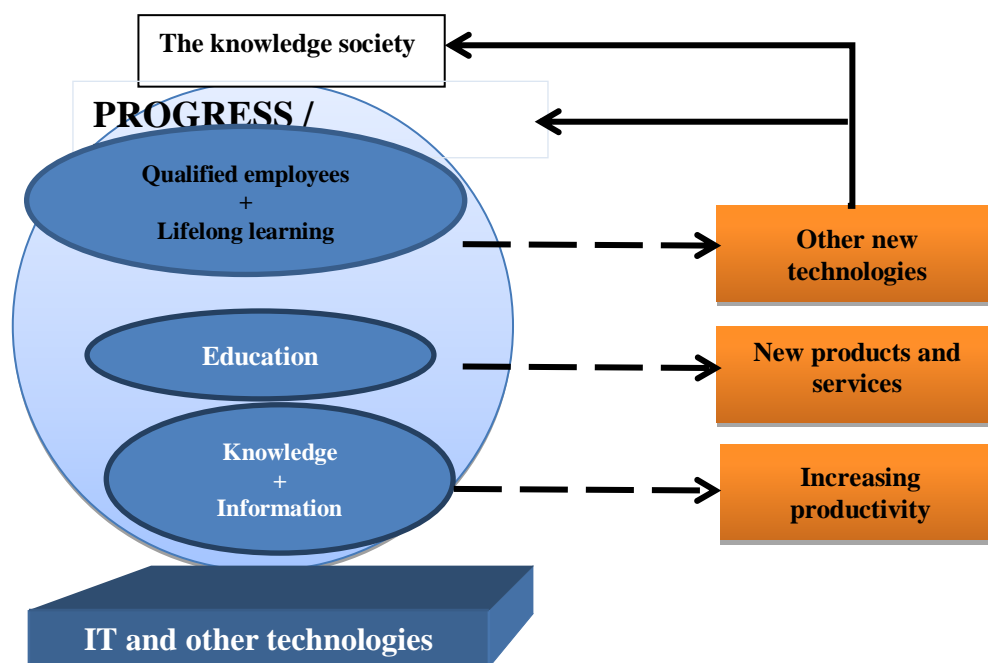 The knowledge society
PROGRESS /
Qualified employees
+
Lifelong learning
Other new
technologies
Education
New products and
services
Knowledge
+
Information
Increasing
productivity
IT and other technologies